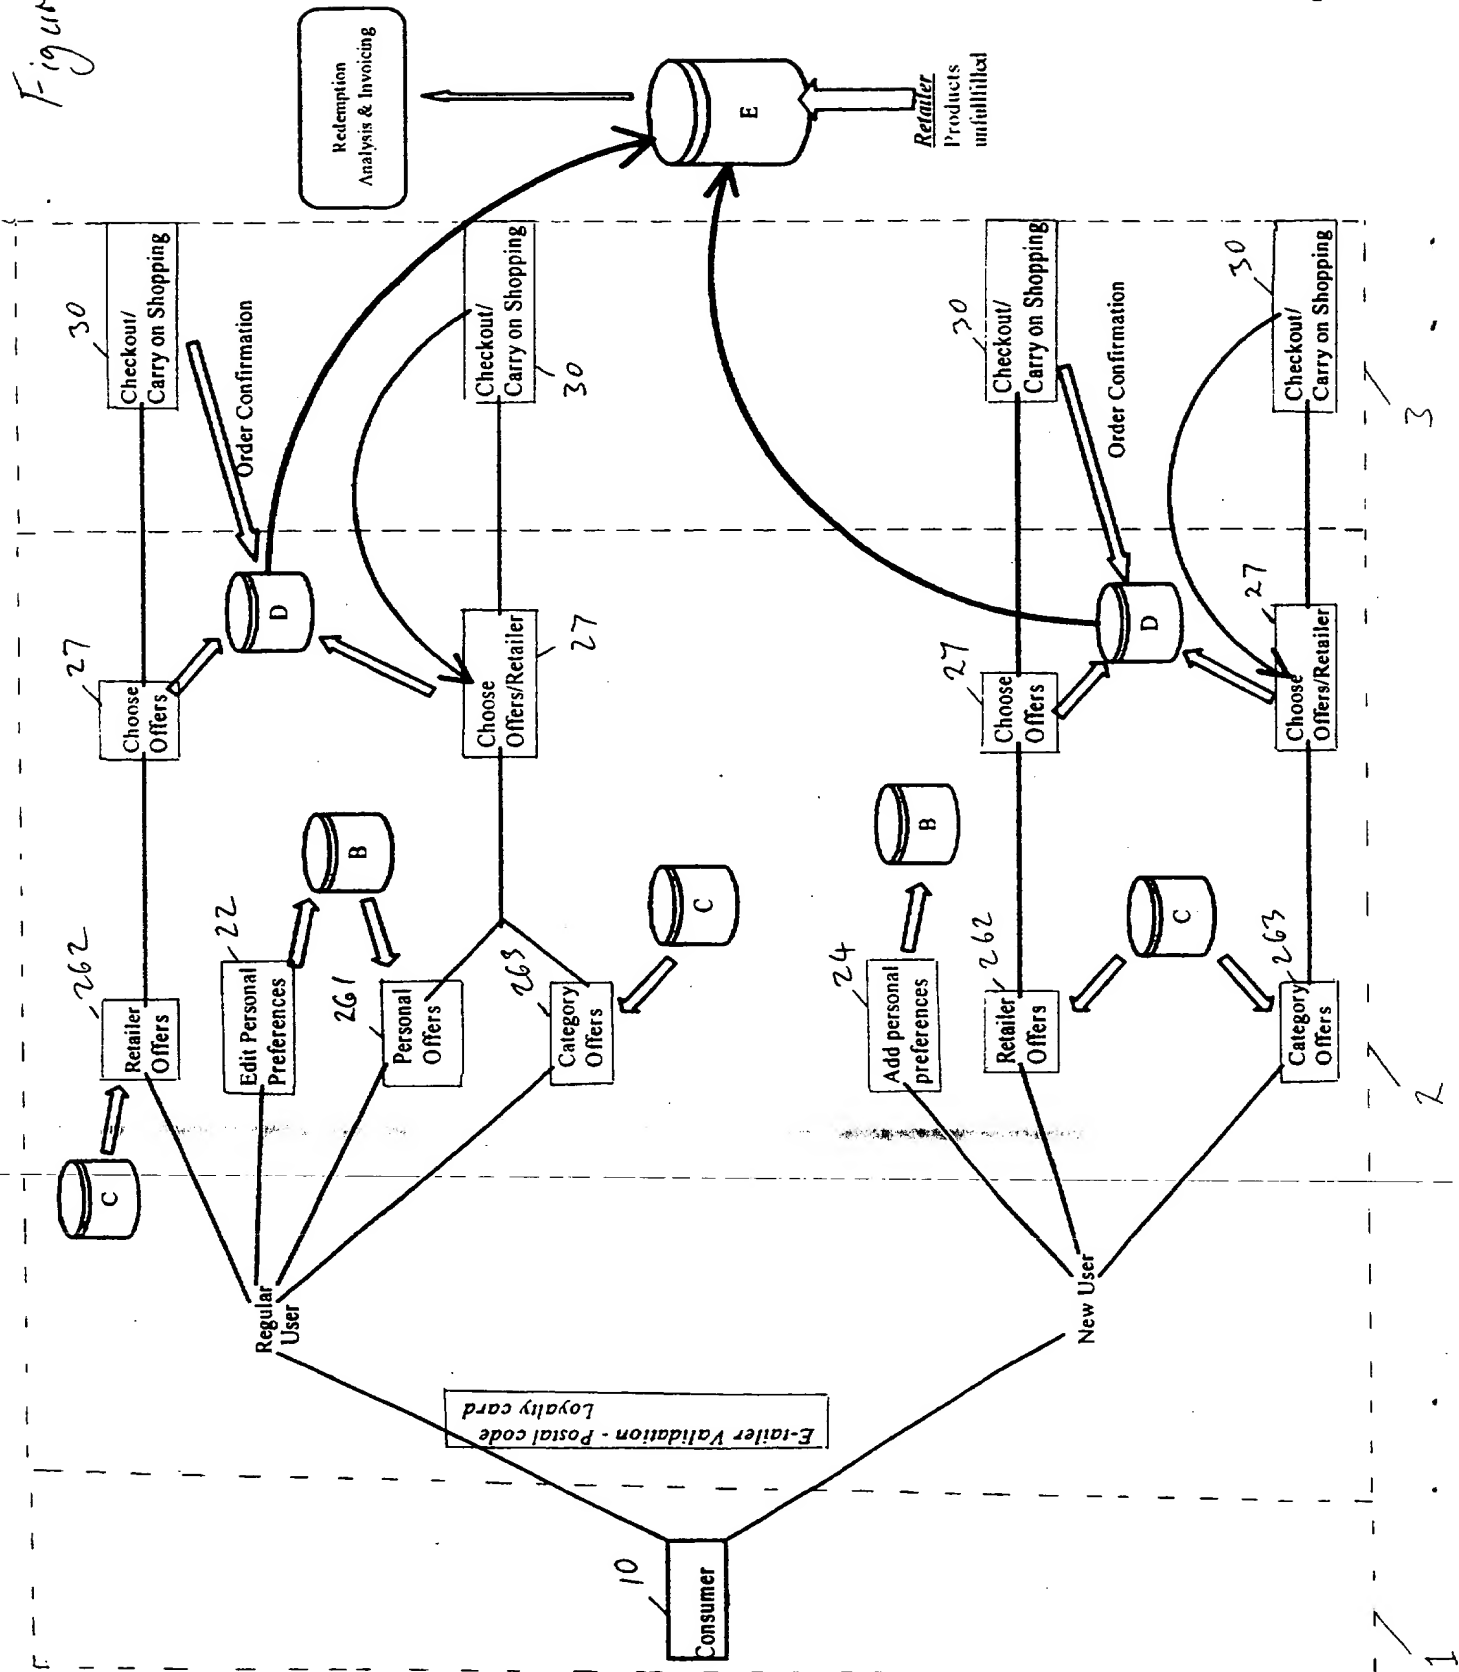 Figur
Redemption
Analysis & Invoicing
E
Retailer
Products
unfulfilled
30
Checkout/
Carry on Shopping
Order Confirmation
Checkout/
Carry on Shopping
30
30
Checkout/
Carry on Shopping
Order Confirmation
30
Checkout/
Carry on Shopping
3
27
Choose
Offers
D
Choose
Offers/Retailer
27
27
Choose
Offers
D
27
Choose
Offers/Retailer
262
Retailer
Offers
C
22
Edit Personal
Preferences
B
261
Personal
Offers
263
Category
Offers
C
24
Add personal
preferences
B
262
Retailer
Offers
C
263
Category
Offers
2
Regular
User
New User
E-tailer Validation - Postal code
Loyalty card
10
Consumer
1